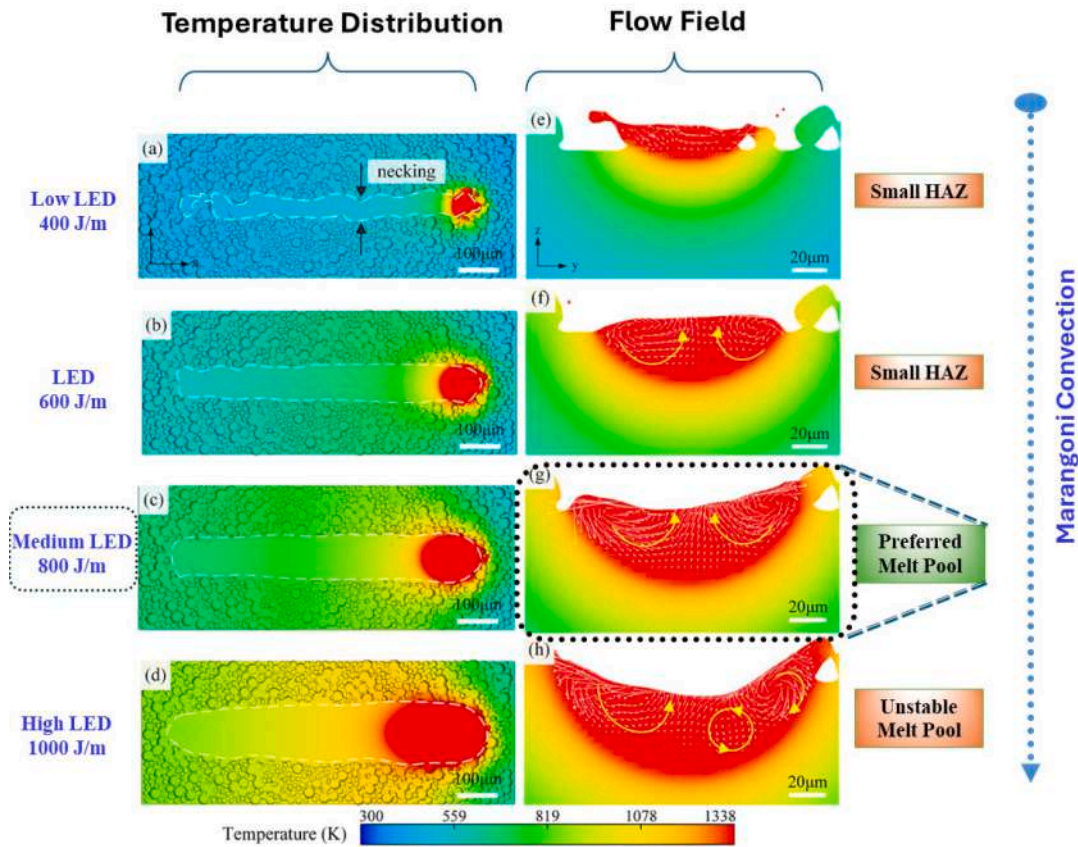 Temperature Distribution
Flow Field
(a)
necking
100μm
(e)
z
y
20μm
Low LED
400 J/m
Small HAZ
(b)
100μm
(f)
20μm
LED
600 J/m
Small HAZ
(c)
100μm
(g)
20μm
Medium LED
800 J/m
Preferred
Melt Pool
(d)
100μm
(h)
20μm
High LED
1000 J/m
Unstable
Melt Pool
Marangoni Convection
300 559 819 1078 1338
Temperature (K)